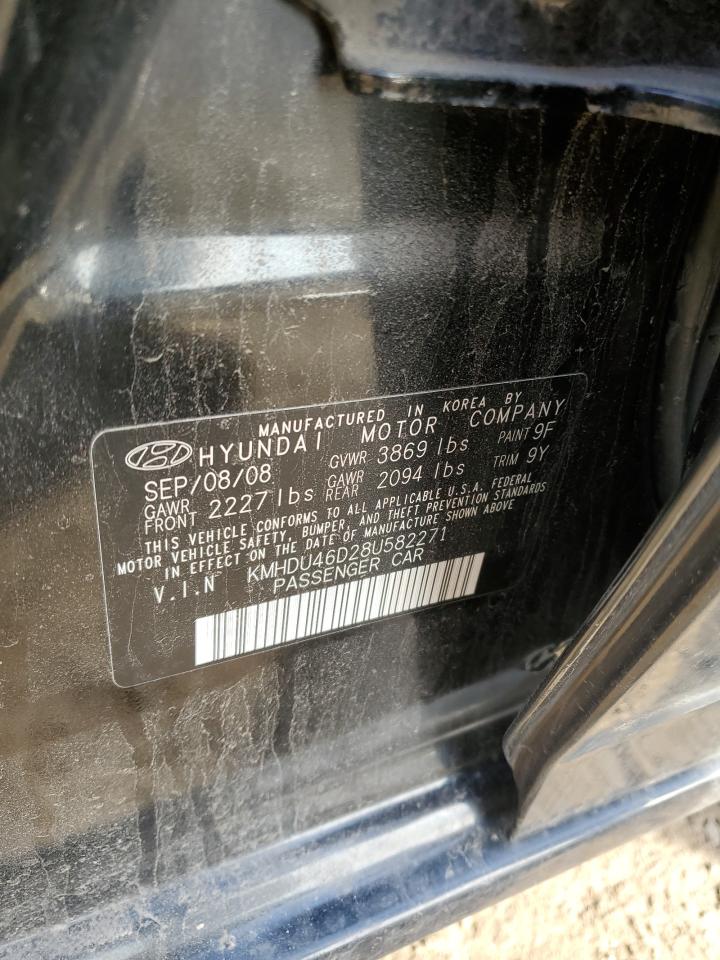 MANUFACTURED IN KOREA BY
HYUNDAI MOTOR COMPANY
SEP/08/08 GVWR 3869 lbs PAINT 9F
GAWR FRONT 2227 lbs GAWR REAR 2094 lbs TRIM 9Y
THIS VEHICLE CONFORMS TO ALL APPLICABLE U.S.A. FEDERAL
MOTOR VEHICLE SAFETY, BUMPER, AND THEFT PREVENTION STANDARDS
IN EFFECT ON THE DATE OF MANUFACTURE SHOWN ABOVE
V.I.N KMHDU46D28U582271
PASSENGER CAR